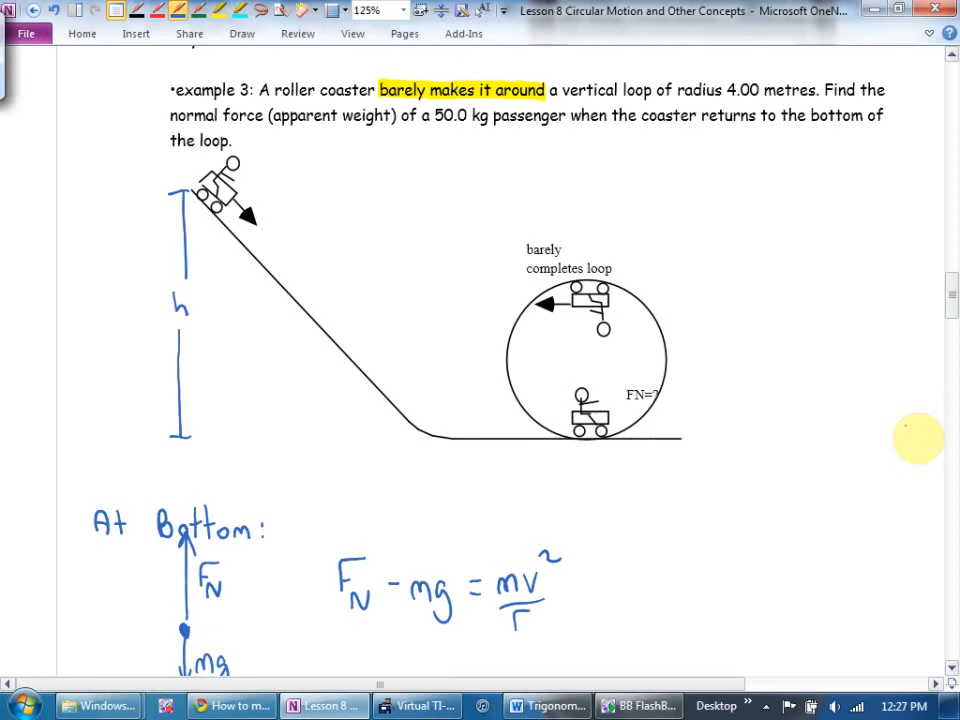 Lesson 8 Circular Motion and Other Concepts - Microsoft OneN...
125%
File Home Insert Share Draw Review View Pages Add-Ins
•example 3: A roller coaster barely makes it around a vertical loop of radius 4.00 metres. Find the
normal force (apparent weight) of a 50.0 kg passenger when the coaster returns to the bottom of
the loop.
barely
completes loop
h
FN=?
At Bottom:
FN
FN - mg = mv²
r
mg
Windows... How to m... Lesson 8 ... Virtual TI-... Trigonom... BB FlashB... Desktop » 12:27 PM